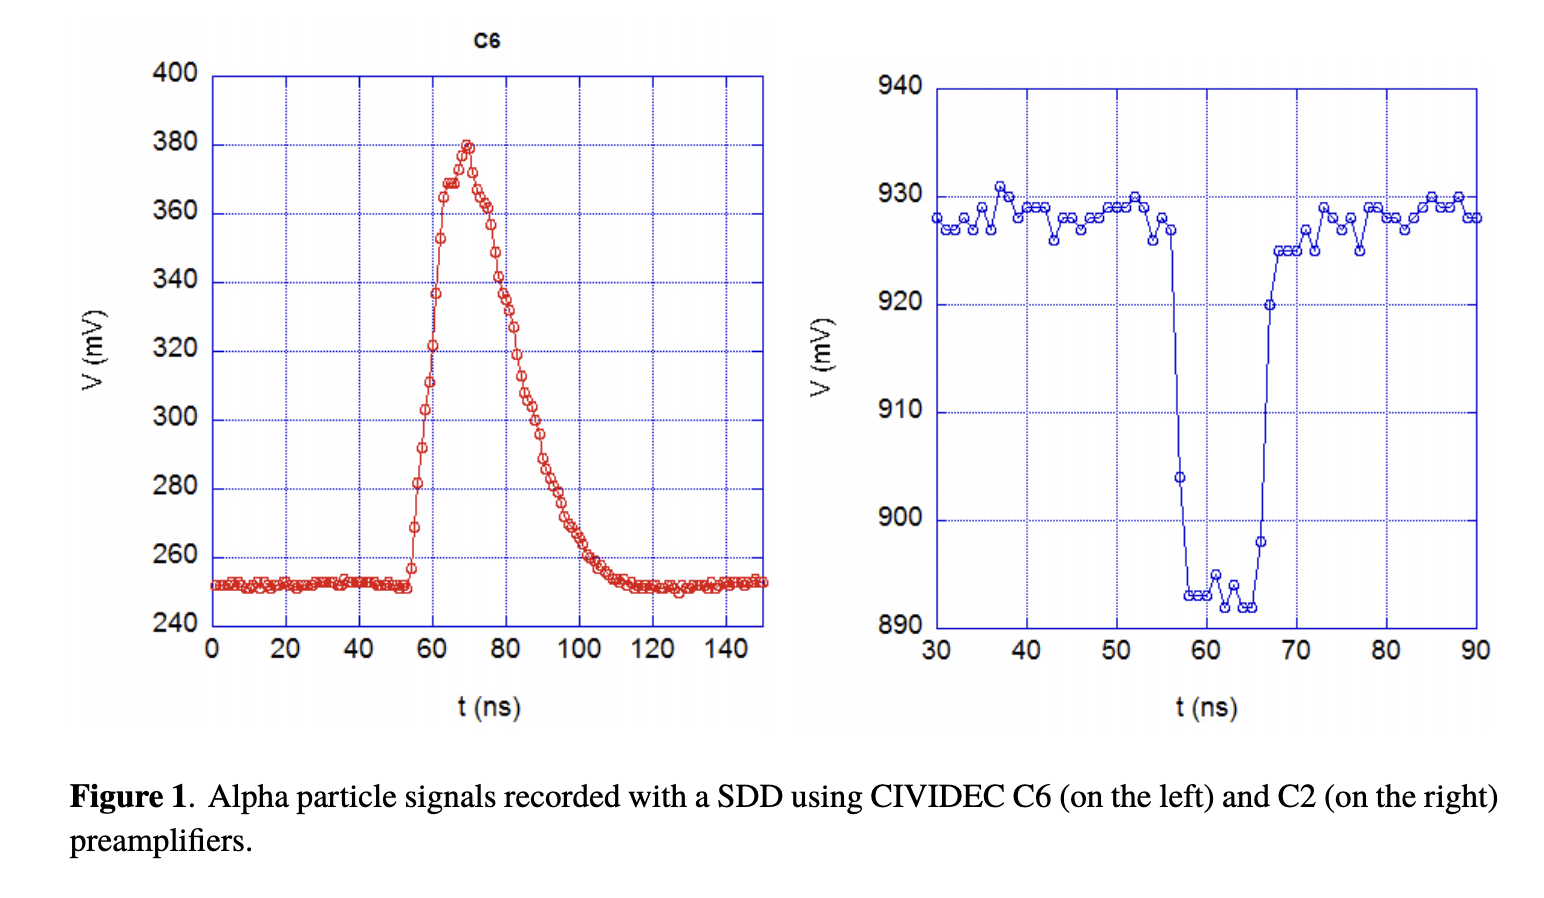 C6
400
380
360
340
320
300
280
260
240
0 20 40 60 80 100 120 140
V (mV)
t (ns)
940
930
920
910
900
890
30 40 50 60 70 80 90
V (mV)
t (ns)
Figure 1. Alpha particle signals recorded with a SDD using CIVIDEC C6 (on the left) and C2 (on the right)
preamplifiers.